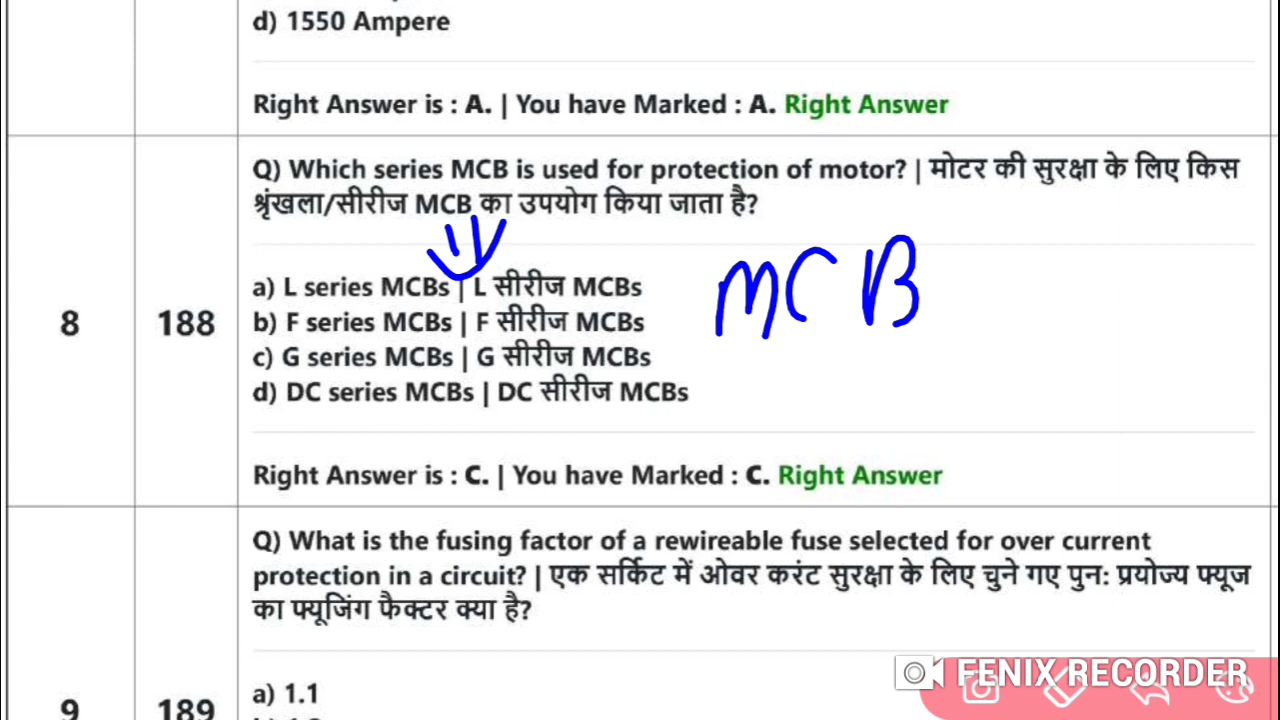 d) 1550 Ampere
Right Answer is : A. | You have Marked : A. Right Answer
8
188
Q) Which series MCB is used for protection of motor? | मोटर की सुरक्षा के लिए किस
श्रृंखला/सीरीज MCB का उपयोग किया जाता है?
a) L series MCBs | L सीरीज MCBs
b) F series MCBs | F सीरीज MCBs
c) G series MCBs | G सीरीज MCBs
d) DC series MCBs | DC सीरीज MCBs
MCB
Right Answer is : C. | You have Marked : C. Right Answer
9
189
Q) What is the fusing factor of a rewireable fuse selected for over current
protection in a circuit? | एक सर्किट में ओवर करंट सुरक्षा के लिए चुने गए पुन: प्रयोज्य फ्यूज
का फ्यूजिंग फैक्टर क्या है?
a) 1.1
FENIX RECORDER